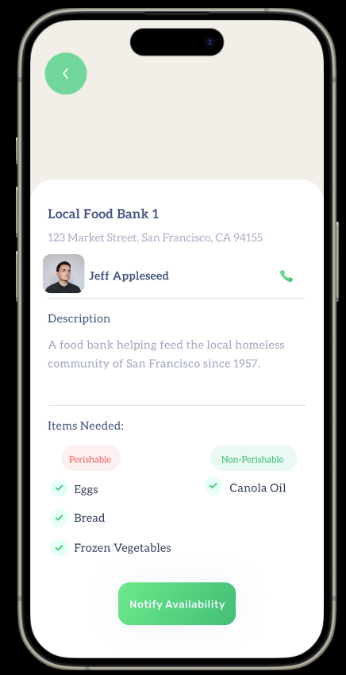 Local Food Bank 1
123 Market Street. San Francisco, CA 94155
Jeff Appleseed
Description
A food bank helping feed the local homeless
community of San Francisco since 1957.
Items Needed:
Perishable
Non-Perishable
Eggs
Canola Oil
Bread
Frozen Vegetables
Notify Availability